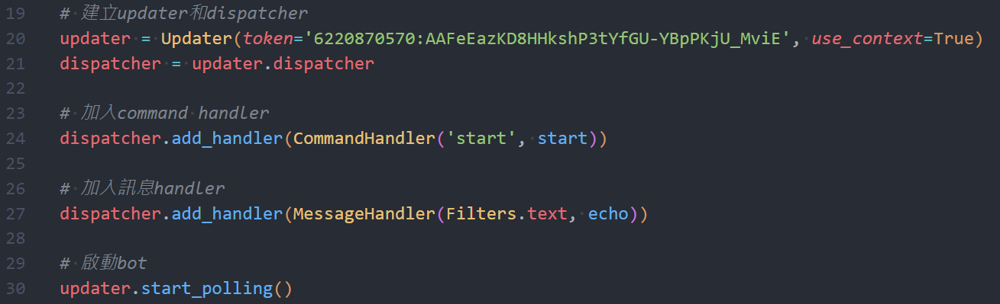 19 # 建立updater和dispatcher
20 updater = Updater(token='6220870570:AAFeEazKD8HHkshP3tYfGU-YBpPKjU_MviE', use_context=True)
21 dispatcher = updater.dispatcher
22
23 # 加入command handler
24 dispatcher.add_handler(CommandHandler('start', start))
25
26 # 加入訊息handler
27 dispatcher.add_handler(MessageHandler(Filters.text, echo))
28
29 # 啟動bot
30 updater.start_polling()